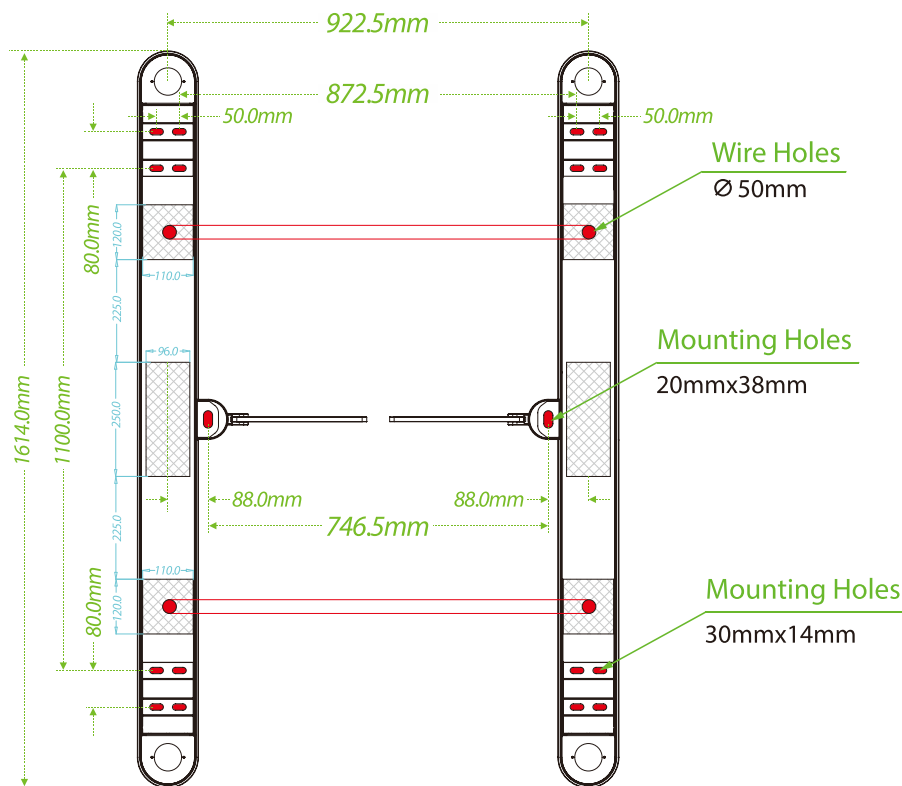 922.5mm
872.5mm
50.0mm
50.0mm
Wire Holes
Ø 50mm
80.0mm
120.0
110.0
225.0
96.0
Mounting Holes
20mmx38mm
1614.0mm
1100.0mm
250.0
88.0mm
88.0mm
746.5mm
225.0
110.0
120.0
80.0mm
Mounting Holes
30mmx14mm